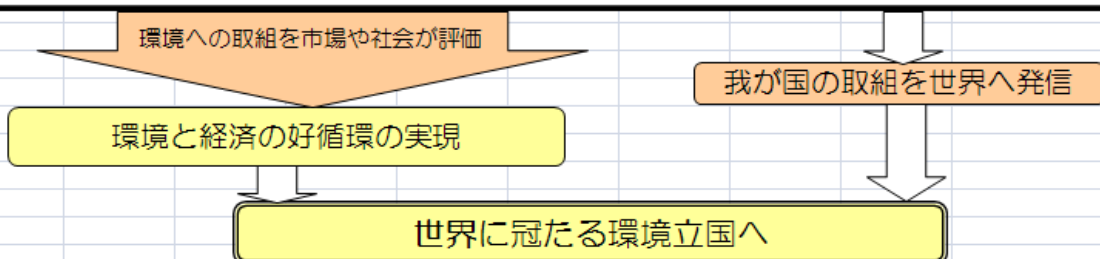 環境への取組を市場や社会が評価
我が国の取組を世界へ発信
環境と経済の好循環の実現
世界に冠たる環境立国へ